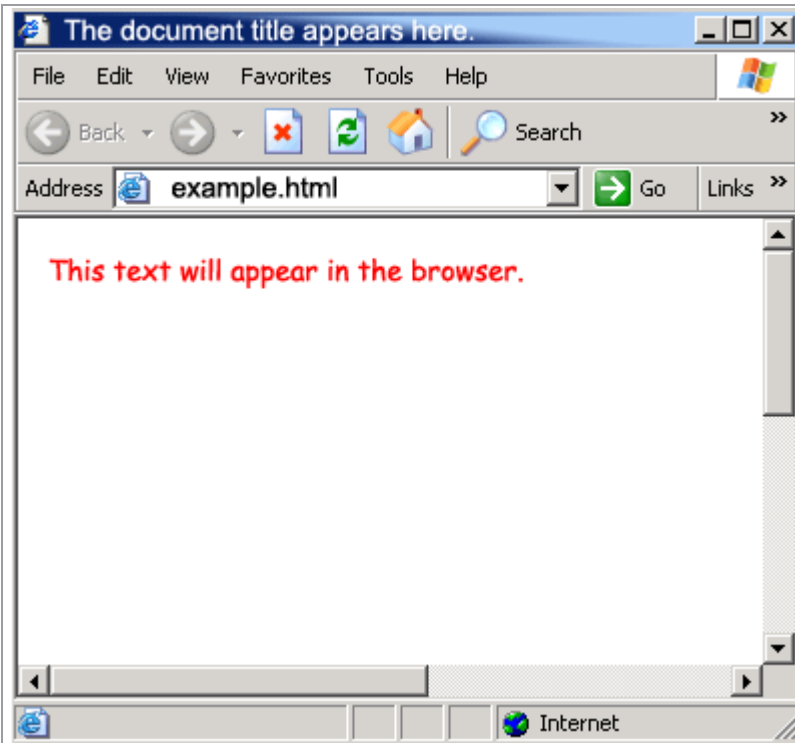 The document title appears here.
File Edit View Favorites Tools Help
Back Search »
Address example.html Go Links »
This text will appear in the browser.
Internet